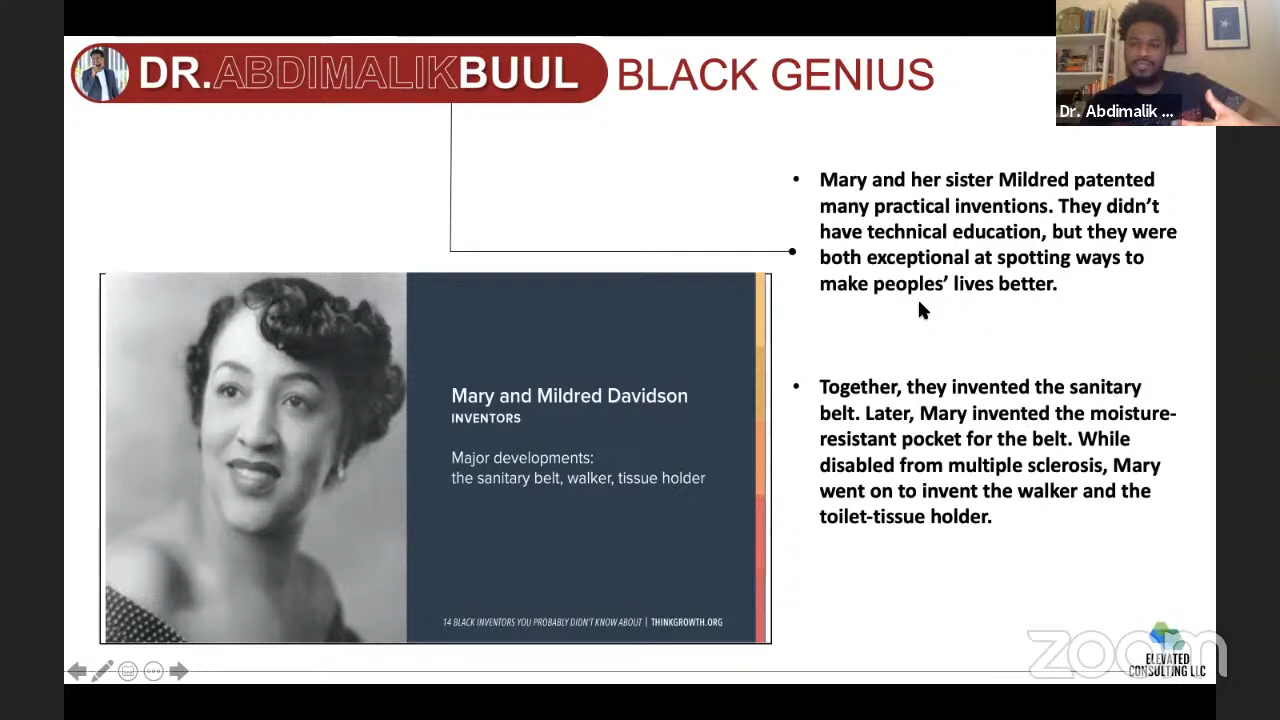 DR.ABDIMALIKBUUL BLACK GENIUS
Dr. Abdimalik ...
• Mary and her sister Mildred patented
many practical inventions. They didn’t
have technical education, but they were
both exceptional at spotting ways to
make peoples’ lives better.
Mary and Mildred Davidson
INVENTORS
Major developments:
the sanitary belt, walker, tissue holder
14 BLACK INVENTORS YOU PROBABLY DIDN'T KNOW ABOUT | THINKGROWTH.ORG
• Together, they invented the sanitary
belt. Later, Mary invented the moisture-
resistant pocket for the belt. While
disabled from multiple sclerosis, Mary
went on to invent the walker and the
toilet-tissue holder.
zoom
ELEVATED
CONSULTING LLC